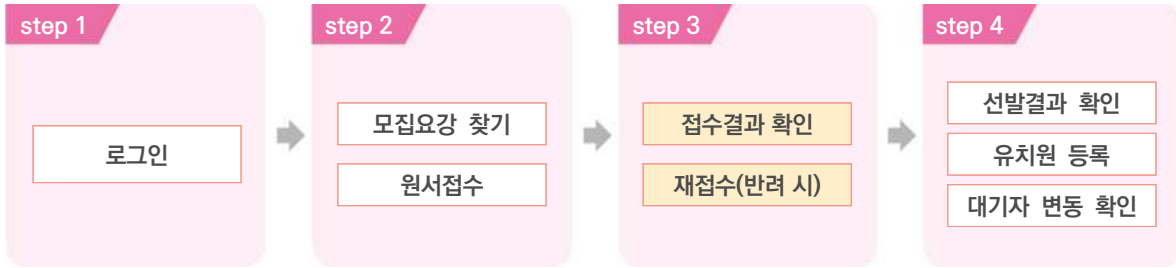 step 1
로그인
step 2
모집요강 찾기
원서접수
step 3
접수결과 확인
재접수(반려 시)
step 4
선발결과 확인
유치원 등록
대기자 변동 확인